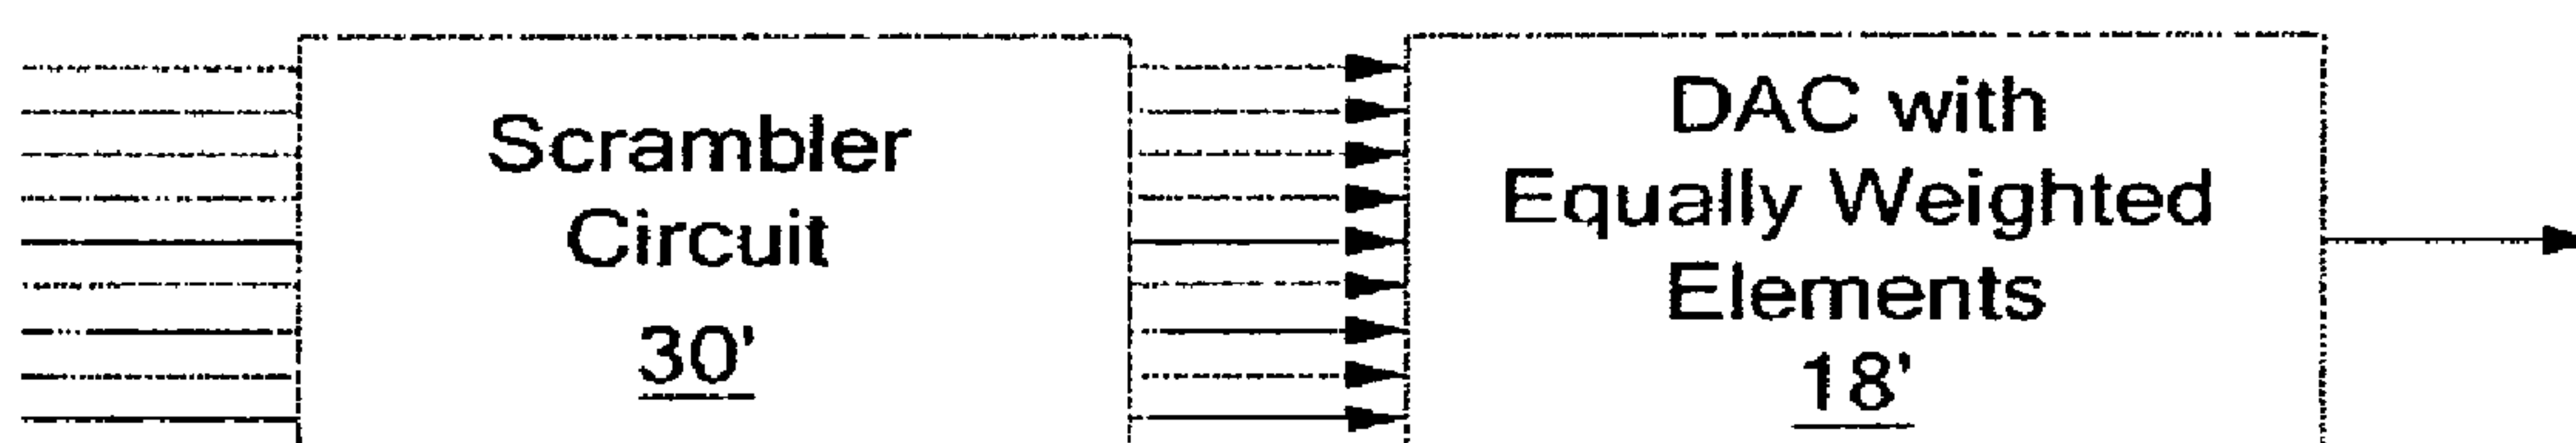 Scrambler
Circuit
30'
DAC with
Equally Weighted
Elements
18'